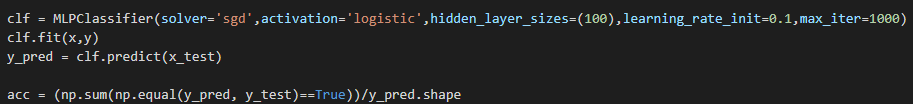 clf = MLPClassifier(solver='sgd',activation='logistic',hidden_layer_sizes=(100),learning_rate_init=0.1,max_iter=1000)
clf.fit(x,y)
y_pred = clf.predict(x_test)
acc = (np.sum(np.equal(y_pred, y_test)==True))/y_pred.shape